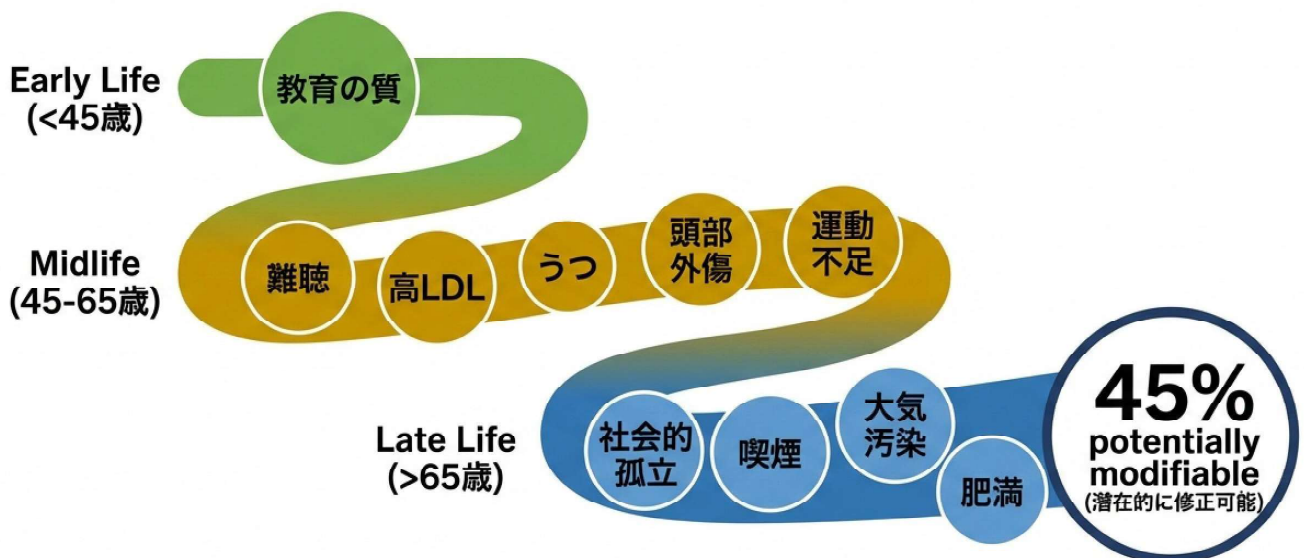 Early Life
(<45歳)
教育の質
Midlife
(45-65歳)
難聴
高LDL
うつ
頭部
外傷
運動
不足
Late Life
(>65歳)
社会的
孤立
喫煙
大気
汚染
肥満
45%
potentially
modifiable
(潜在的に修正可能)